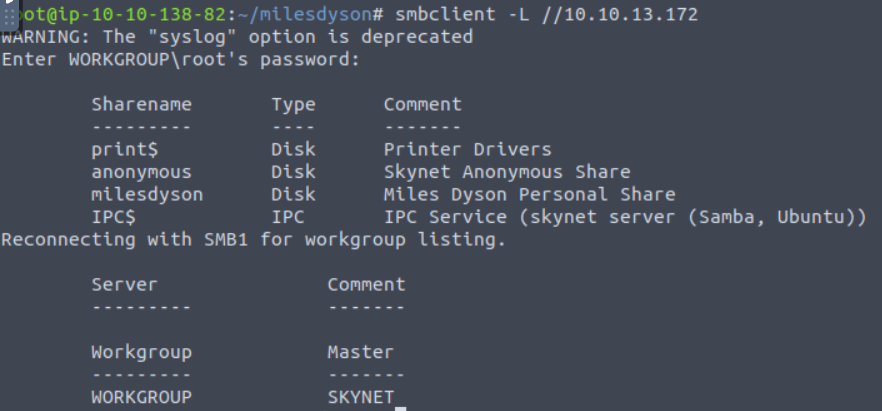 ot@ip-10-10-138-82:~/milesdyson# smbclient -L //10.10.13.172
WARNING: The "syslog" option is deprecated
Enter WORKGROUP\root's password:
Sharename Type Comment
--------- ---- -------
print$ Disk Printer Drivers
anonymous Disk Skynet Anonymous Share
milesdyson Disk Miles Dyson Personal Share
IPC$ IPC IPC Service (skynet server (Samba, Ubuntu))
Reconnecting with SMB1 for workgroup listing.
Server Comment
--------- -------
Workgroup Master
--------- -------
WORKGROUP SKYNET